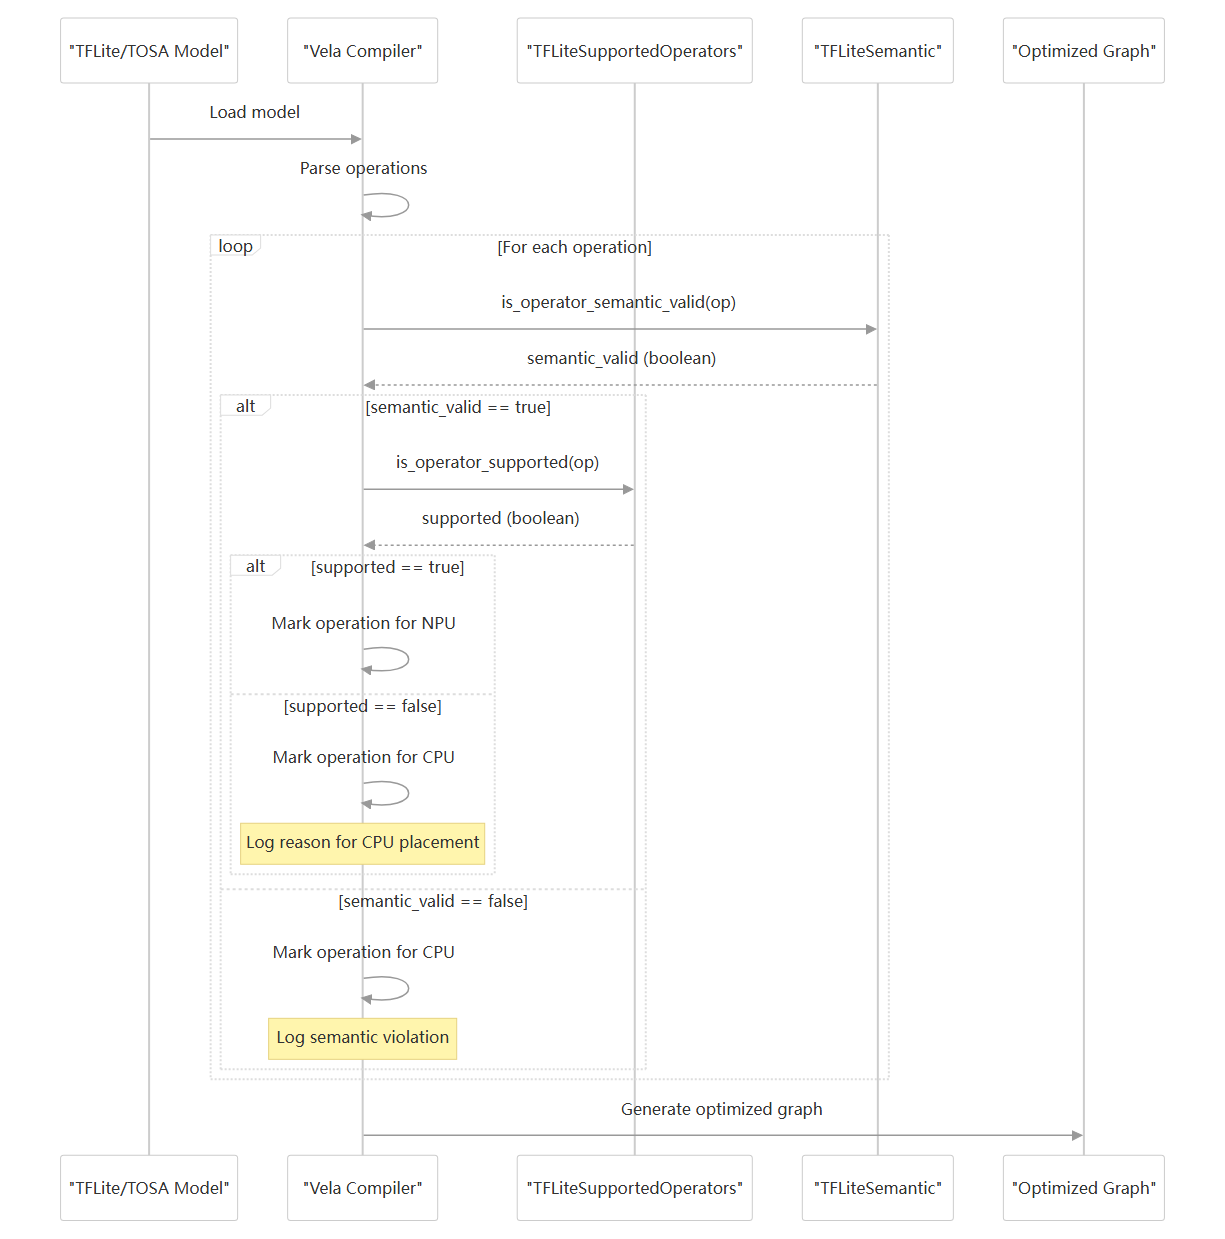 "TFLite/TOSA Model"
"Vela Compiler"
"TFLiteSupportedOperators"
"TFLiteSemantic"
"Optimized Graph"
Load model
Parse operations
loop
[For each operation]
is_operator_semantic_valid(op)
semantic_valid (boolean)
alt
[semantic_valid == true]
is_operator_supported(op)
supported (boolean)
alt
[supported == true]
Mark operation for NPU
[supported == false]
Mark operation for CPU
Log reason for CPU placement
[semantic_valid == false]
Mark operation for CPU
Log semantic violation
Generate optimized graph
"TFLite/TOSA Model"
"Vela Compiler"
"TFLiteSupportedOperators"
"TFLiteSemantic"
"Optimized Graph"